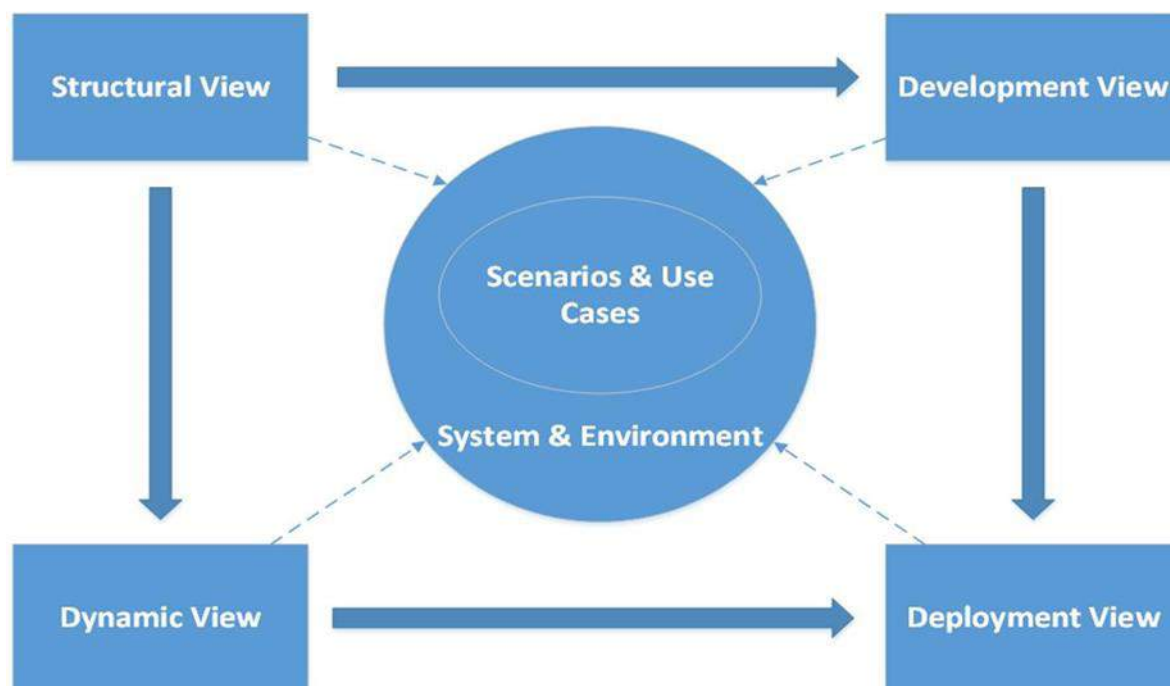 Structural View
Development View
Scenarios & Use
Cases
System & Environment
Dynamic View
Deployment View